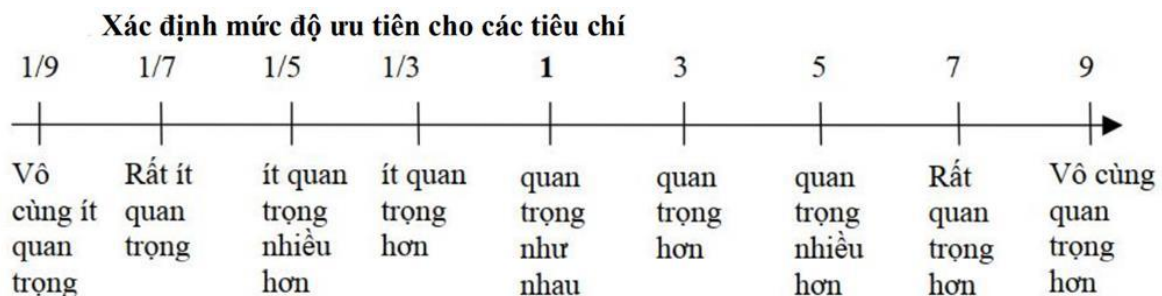 Xác định mức độ ưu tiên cho các tiêu chí
1/9 1/7 1/5 1/3 1 3 5 7 9
Vô Rất ít ít quan ít quan quan quan quan Rất Vô cùng
cùng ít quan trọng trọng trọng trọng trọng quan quan
quan trọng nhiều hơn như hơn nhiều trọng trọng
trọng hơn nhau hơn hơn hơn